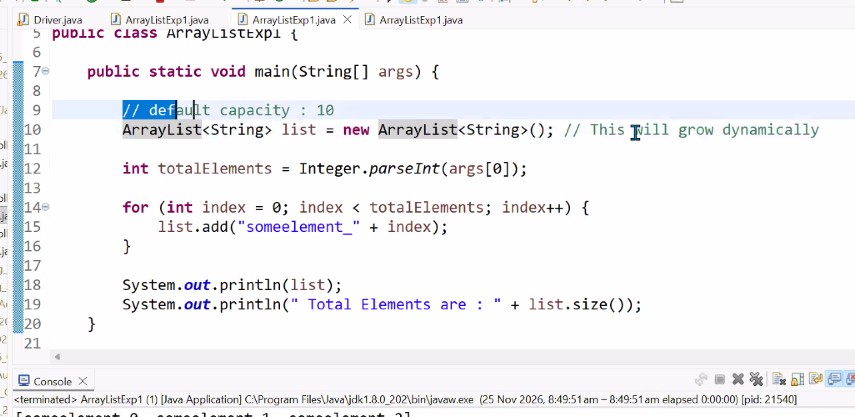 Driver.java ArrayListExp1.java ArrayListExp1.java ArrayListExp1.java
5 public class ArrayListExp1 {
6
7 public static void main(String[] args) {
8
9 // default capacity : 10
10 ArrayList<String> list = new ArrayList<String>(); // This will grow dynamically
11
12 int totalElements = Integer.parseInt(args[0]);
13
14 for (int index = 0; index < totalElements; index++) {
15 list.add("someelement_" + index);
16 }
17
18 System.out.println(list);
19 System.out.println(" Total Elements are : " + list.size());
20 }
21
Console
<terminated> ArrayListExp1 (1) [Java Application] C:\Program Files\Java\jdk1.8.0_202\bin\javaw.exe (25 Nov 2026, 8:49:51 am – 8:49:51 am elapsed 0:00:00) [pid: 21540]
[someelement_0, someelement_1, someelement_2]